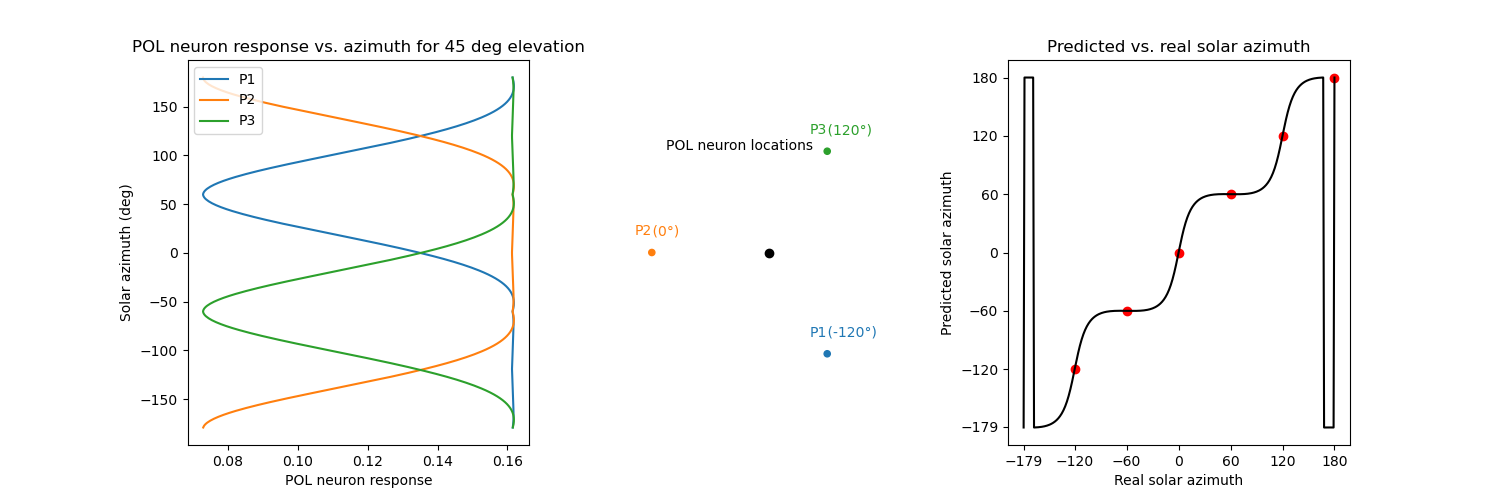 POL neuron response vs. azimuth for 45 deg elevation
P1
P2
P3
150
100
50
0
−50
−100
−150
Solar azimuth (deg)
0.08 0.10 0.12 0.14 0.16
POL neuron response
P3(120°)
POL neuron locations
P2(0°)
P1(-120°)
Predicted vs. real solar azimuth
180
120
60
0
−60
−120
−179
Predicted solar azimuth
−179 −120 −60 0 60 120 180
Real solar azimuth